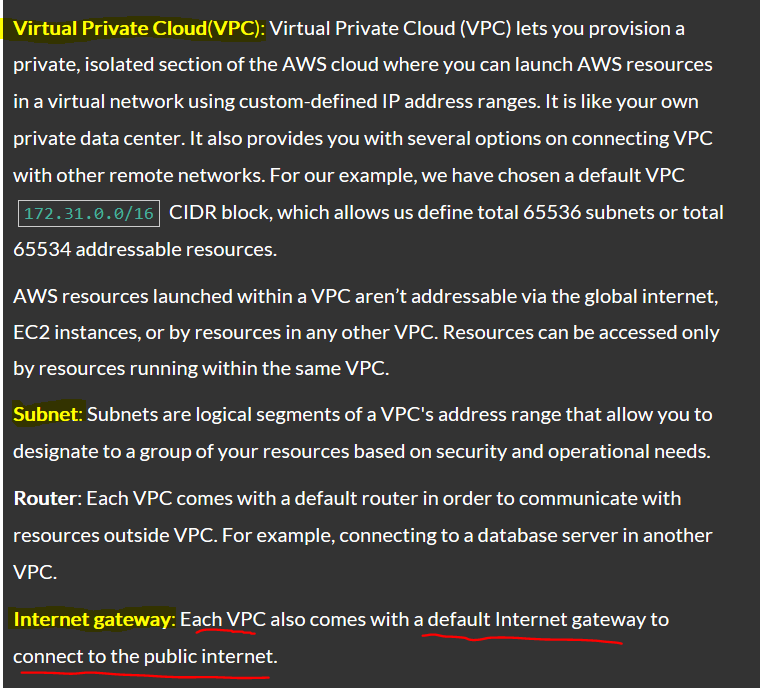 Virtual Private Cloud(VPC): Virtual Private Cloud (VPC) lets you provision a
private, isolated section of the AWS cloud where you can launch AWS resources
in a virtual network using custom-defined IP address ranges. It is like your own
private data center. It also provides you with several options on connecting VPC
with other remote networks. For our example, we have chosen a default VPC
172.31.0.0/16 CIDR block, which allows us define total 65536 subnets or total
65534 addressable resources.
AWS resources launched within a VPC aren’t addressable via the global internet,
EC2 instances, or by resources in any other VPC. Resources can be accessed only
by resources running within the same VPC.
Subnet: Subnets are logical segments of a VPC's address range that allow you to
designate to a group of your resources based on security and operational needs.
Router: Each VPC comes with a default router in order to communicate with
resources outside VPC. For example, connecting to a database server in another
VPC.
Internet gateway: Each VPC also comes with a default Internet gateway to
connect to the public internet.